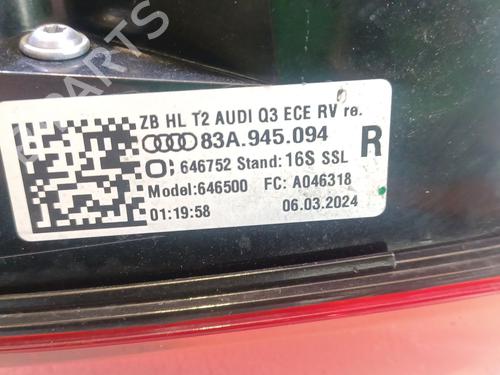 ZB HL T2 AUDI Q3 ECE RV re.
83A.945.094 R
646752 Stand: 16S SSL
Model:646500 FC: A046318
01:19:58 06.03.2024